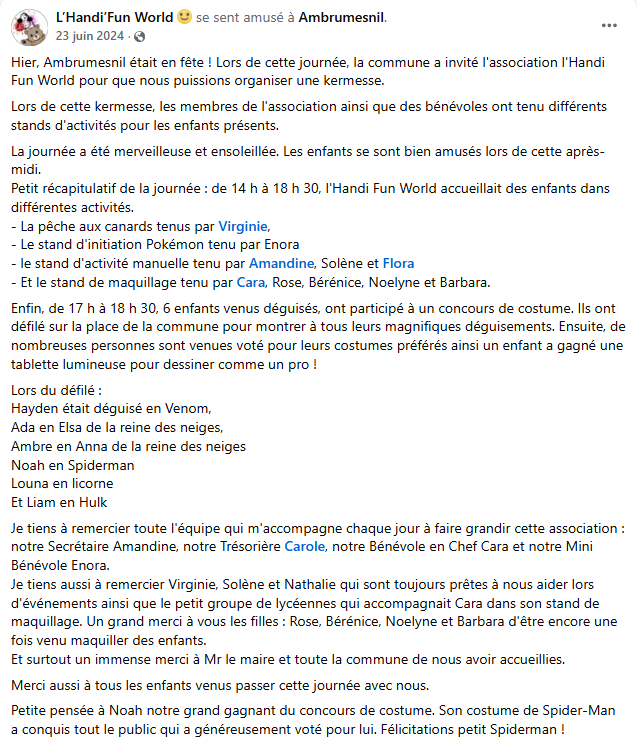 L'Handi'Fun World 😉 se sent amusé à Ambrumesnil.
23 juin 2024 ·
Hier, Ambrumesnil était en fête ! Lors de cette journée, la commune a invité l'association l'Handi
Fun World pour que nous puissions organiser une kermesse.
Lors de cette kermesse, les membres de l'association ainsi que des bénévoles ont tenu différents
stands d'activités pour les enfants présents.
La journée a été merveilleuse et ensoleillée. Les enfants se sont bien amusés lors de cette après-
midi.
Petit récapitulatif de la journée : de 14 h à 18 h 30, l'Handi Fun World accueillait des enfants dans
différentes activités.
- La pêche aux canards tenus par Virginie,
- Le stand d'initiation Pokémon tenu par Enora
- le stand d'activité manuelle tenu par Amandine, Solène et Flora
- Et le stand de maquillage tenu par Cara, Rose, Bérénice, Noelyne et Barbara.
Enfin, de 17 h à 18 h 30, 6 enfants venus déguisés, ont participé à un concours de costume. Ils ont
défilé sur la place de la commune pour montrer à tous leurs magnifiques déguisements. Ensuite, de
nombreuses personnes sont venues voté pour leurs costumes préférés ainsi un enfant a gagné une
tablette lumineuse pour dessiner comme un pro !
Lors du défilé :
Hayden était déguisé en Venom,
Ada en Elsa de la reine des neiges,
Ambre en Anna de la reine des neiges
Noah en Spiderman
Louna en licorne
Et Liam en Hulk
Je tiens à remercier toute l'équipe qui m'accompagne chaque jour à faire grandir cette association :
notre Secrétaire Amandine, notre Trésorière Carole, notre Bénévole en Chef Cara et notre Mini
Bénévole Enora.
Je tiens aussi à remercier Virginie, Solène et Nathalie qui sont toujours prêtes à nous aider lors
d'événements ainsi que le petit groupe de lycéennes qui accompagnait Cara dans son stand de
maquillage. Un grand merci à vous les filles : Rose, Bérénice, Noelyne et Barbara d'être encore une
fois venu maquiller des enfants.
Et surtout un immense merci à Mr le maire et toute la commune de nous avoir accueillies.
Merci aussi à tous les enfants venus passer cette journée avec nous.
Petite pensée à Noah notre grand gagnant du concours de costume. Son costume de Spider-Man
a conquis tout le public qui a généreusement voté pour lui. Félicitations petit Spiderman !